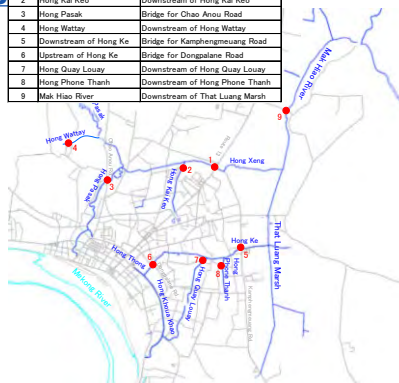 2 Hong Kai Keo Downstream of Hong Kai Keo
3 Hong Pasak Bridge for Chao Anou Road
4 Hong Wattay Downstream of Hong Wattay
5 Downstream of Hong Ke Bridge for Kamphengmeuang Road
6 Upstream of Hong Ke Bridge for Dongpalane Road
7 Hong Quay Louay Downstream of Hong Quay Louay
8 Hong Phone Thanh Downstream of Hong Phone Thanh
9 Mak Hiao River Downstream of That Luang Marsh
Mak Hiao River
9
Pasak
Hong Wattay
4
Hong Pasak
3
Hong Kai Keo
2
1
Hong Xeng
That Luang Marsh
Hong Ke
5
Hong Thong
6
7
8
Hong
Phone Thanh
Hong Quay Louay
Hong Khoua Khao
Mekong River